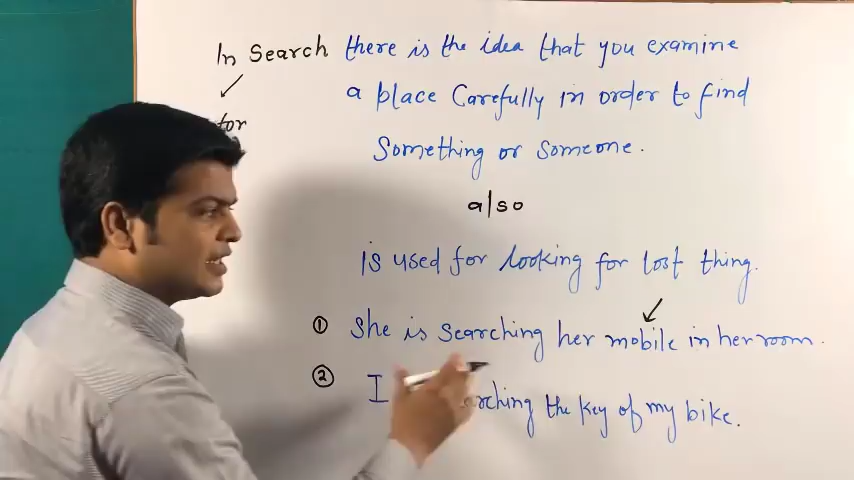 In Search there is the idea that you examine
a place Carefully in order to find
for
Something or Someone.
also
is used for looking for lost thing.
① She is searching her mobile in her room.
② I the key of my bike.